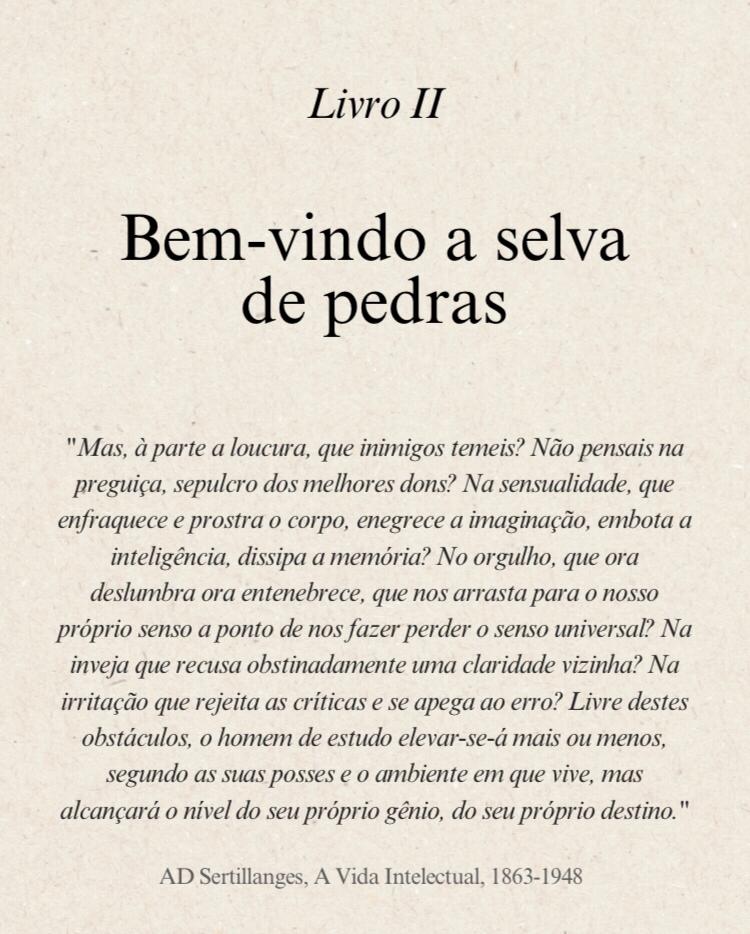 Livro II
Bem-vindo a selva
de pedras
"Mas, à parte a loucura, que inimigos temeis? Não pensais na
preguiça, sepulcro dos melhores dons? Na sensualidade, que
enfraquece e prostra o corpo, enegrece a imaginação, embota a
inteligência, dissipa a memória? No orgulho, que ora
deslumbra ora entenebrece, que nos arrasta para o nosso
próprio senso a ponto de nos fazer perder o senso universal? Na
inveja que recusa obstinadamente uma claridade vizinha? Na
irritação que rejeita as críticas e se apega ao erro? Livre destes
obstáculos, o homem de estudo elevar-se-á mais ou menos,
segundo as suas posses e o ambiente em que vive, mas
alcançará o nível do seu próprio gênio, do seu próprio destino."
AD Sertillanges, A Vida Intelectual, 1863-1948